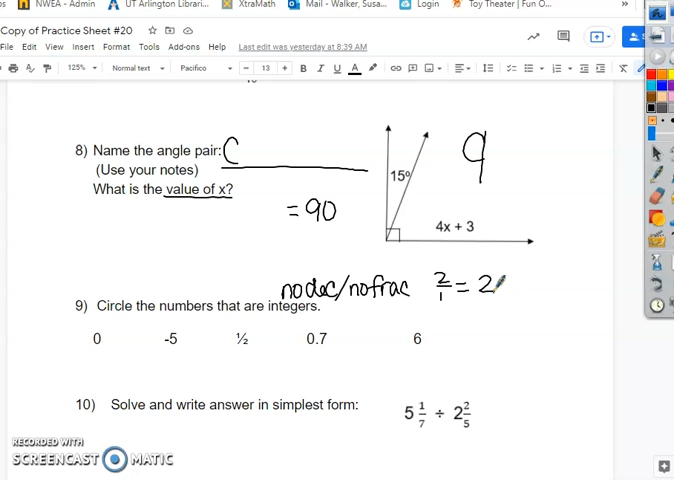 NWEA - Admin UT Arlington Librari... XtraMath Mail - Walker, Susa... Login Toy Theater | Fun O... »
Copy of Practice Sheet #20
File Edit View Insert Format Tools Add-ons Help Last edit was yesterday at 8:39 AM
125% Normal text Pacifico 13 B I U A
8) Name the angle pair: C
(Use your notes)
What is the value of x?
= 90
15º
9
4x + 3
no dec/no frac 2/1 = 2
9) Circle the numbers that are integers.
0 -5 ½ 0.7 6
10) Solve and write answer in simplest form: 5 1/7 ÷ 2 2/5
RECORDED WITH
SCREENCAST MATIC